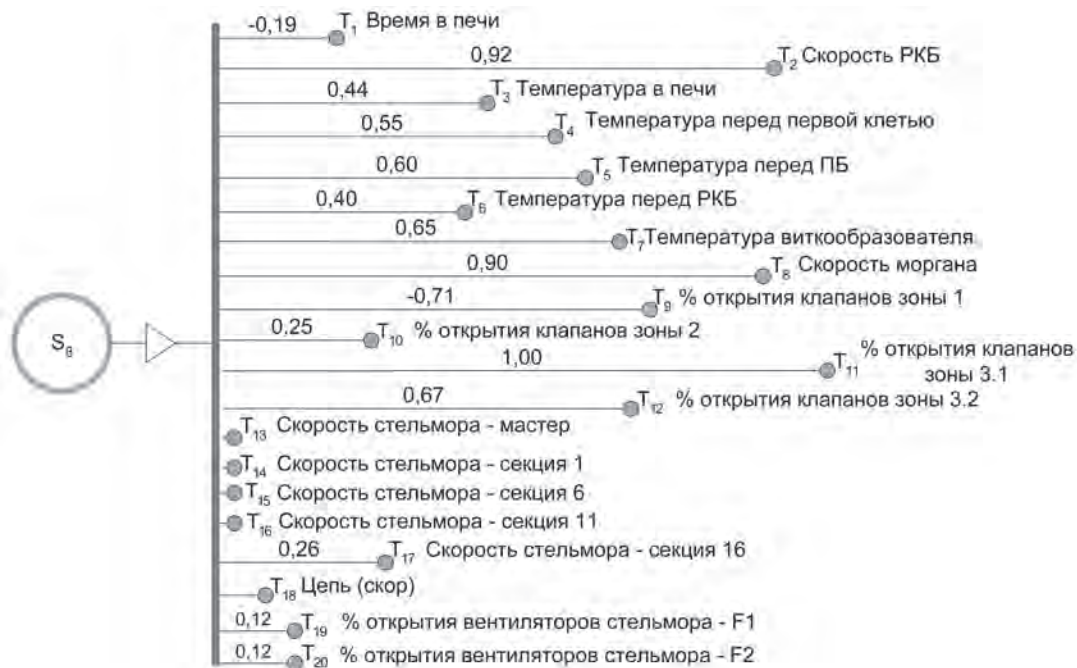 -0,19 T1 Время в печи
0,92 T2 Скорость РКБ
0,44 T3 Температура в печи
0,55 T4 Температура перед первой клетью
0,60 T5 Температура перед ПБ
0,40 T6 Температура перед РКБ
0,65 T7 Температура виткообразователя
0,90 T8 Скорость моргана
-0,71 T9 % открытия клапанов зоны 1
Sв
0,25 T10 % открытия клапанов зоны 2
1,00 T11 % открытия клапанов
зоны 3.1
0,67 T12 % открытия клапанов зоны 3.2
T13 Скорость стельмора - мастер
T14 Скорость стельмора - секция 1
T15 Скорость стельмора - секция 6
T16 Скорость стельмора - секция 11
0,26 T17 Скорость стельмора - секция 16
T18 Цепь (скор)
0,12 T19 % открытия вентиляторов стельмора - F1
0,12 T20 % открытия вентиляторов стельмора - F2